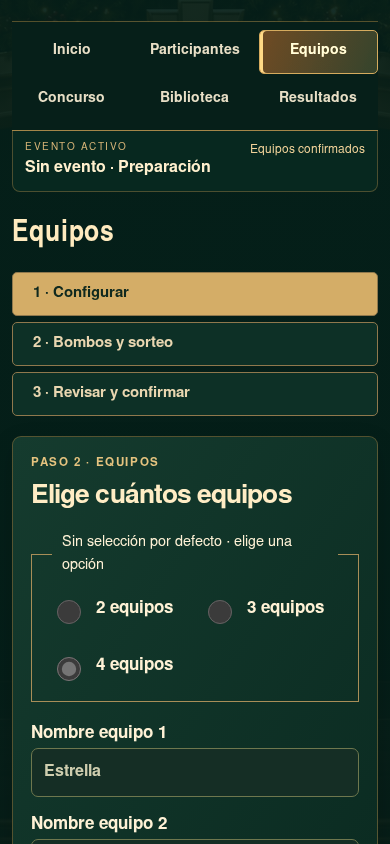 Inicio
Participantes
Equipos
Concurso
Biblioteca
Resultados
EVENTO ACTIVO
Equipos confirmados
Sin evento · Preparación
Equipos
1 · Configurar
2 · Bombos y sorteo
3 · Revisar y confirmar
PASO 2 · EQUIPOS
Elige cuántos equipos
Sin selección por defecto · elige una
opción
2 equipos
3 equipos
4 equipos
Nombre equipo 1
Estrella
Nombre equipo 2